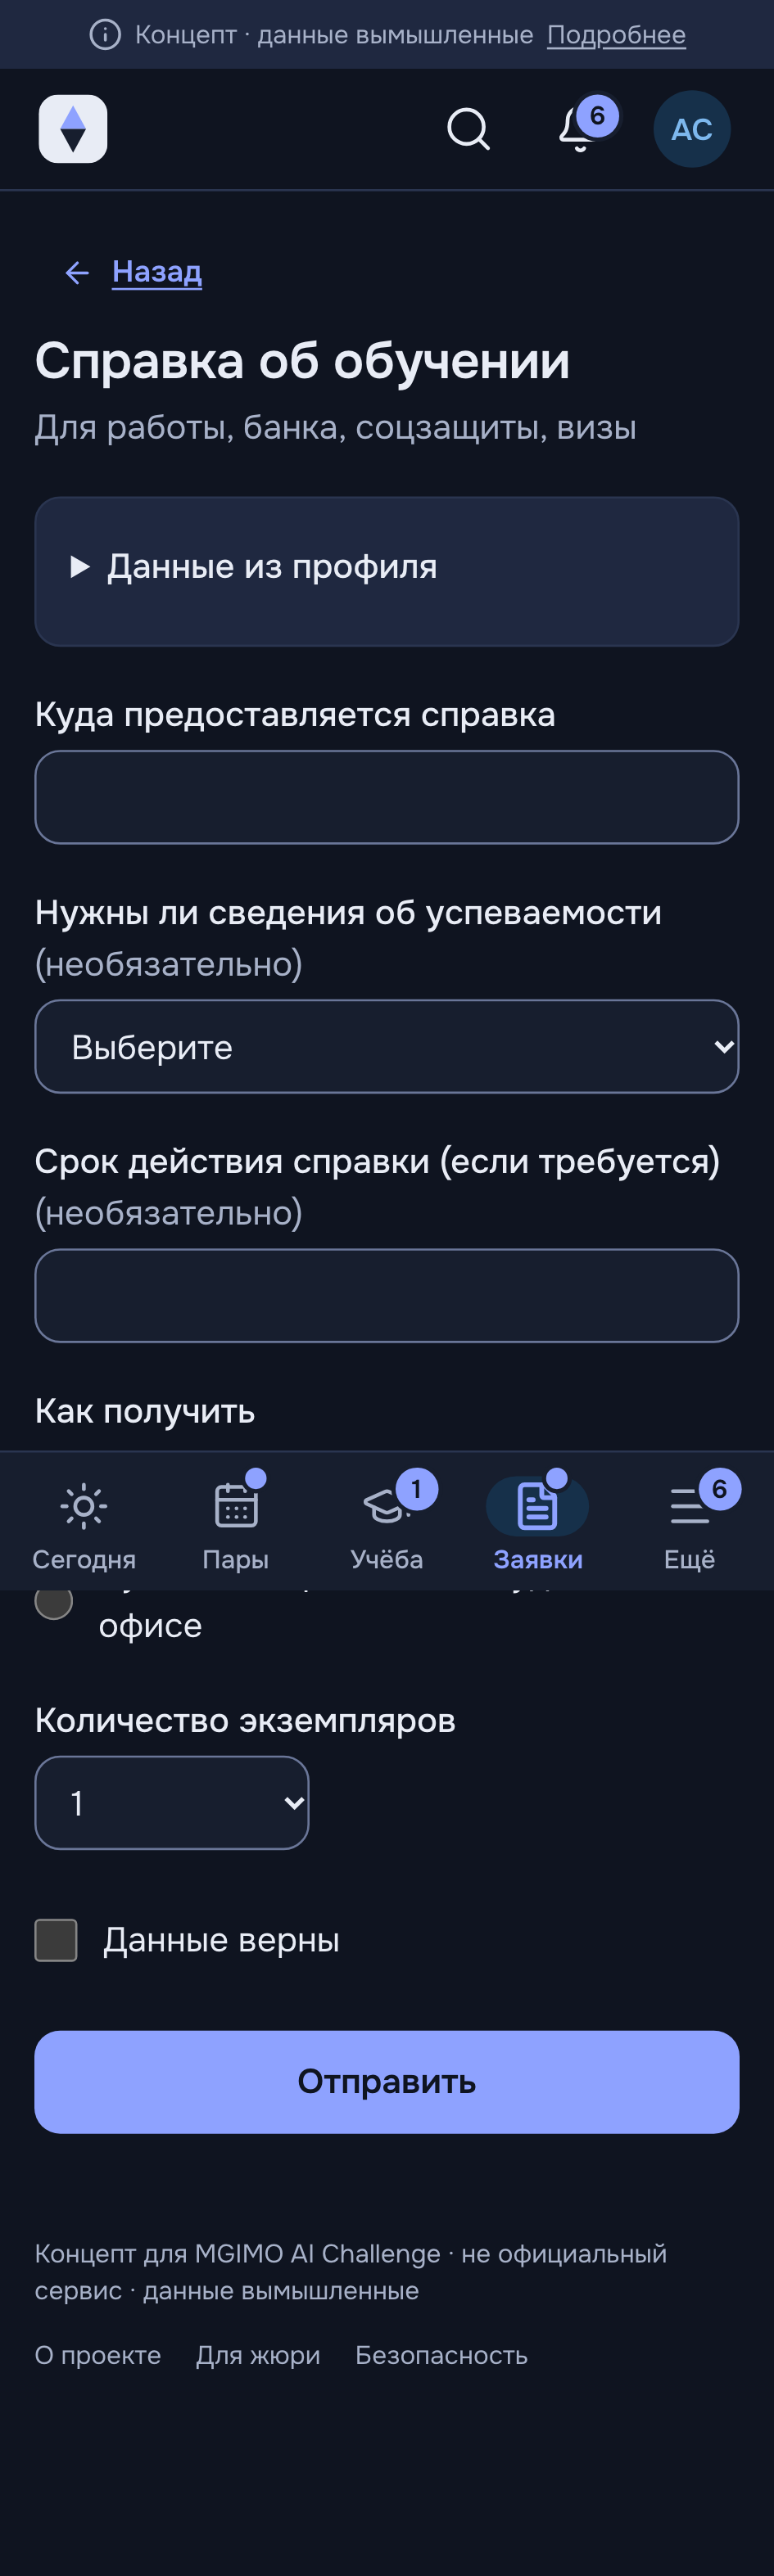 Концепт · данные вымышленные Подробнее
6
АС
Назад
Справка об обучении
Для работы, банка, соцзащиты, визы
Данные из профиля
Куда предоставляется справка
Нужны ли сведения об успеваемости
(необязательно)
Выберите
Срок действия справки (если требуется)
(необязательно)
Как получить
1
6
Сегодня
Пары
Учёба
Заявки
Ещё
офисе
Количество экземпляров
1
Данные верны
Отправить
Концепт для MGIMO AI Challenge · не официальный
сервис · данные вымышленные
О проекте
Для жюри
Безопасность